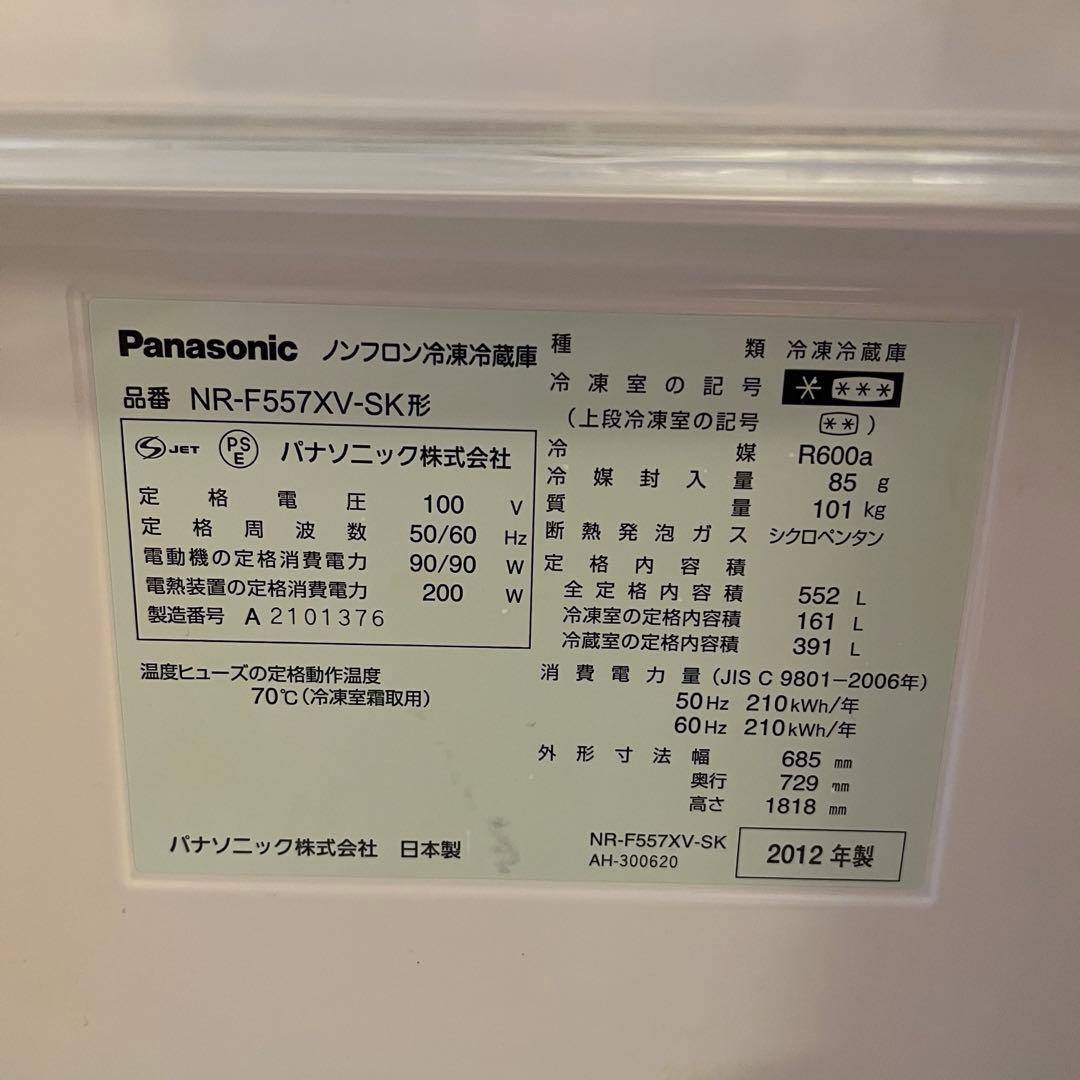 Panasonic ノンフロン冷凍冷蔵庫
品番 NR-F557XV-SK形
S JET PS E パナソニック株式会社
定格電圧 100 V
定格周波数 50/60 Hz
電動機の定格消費電力 90/90 W
電熱装置の定格消費電力 200 W
製造番号 A 2101376
温度ヒューズの定格動作温度
70℃(冷凍室霜取用)
パナソニック株式会社 日本製
種類 冷凍冷蔵庫
冷凍室の記号 * ***
(上段冷凍室の記号 ** )
冷媒 R600a
冷媒封入量 85 g
質量 101 kg
断熱発泡ガス シクロペンタン
定格内容積
全定格内容積 552 L
冷凍室の定格内容積 161 L
冷蔵室の定格内容積 391 L
消費電力量 (JIS C 9801-2006年)
50Hz 210kWh/年
60Hz 210kWh/年
外形寸法幅 685 mm
奥行 729 mm
高さ 1818 mm
NR-F557XV-SK
AH-300620
2012 年製